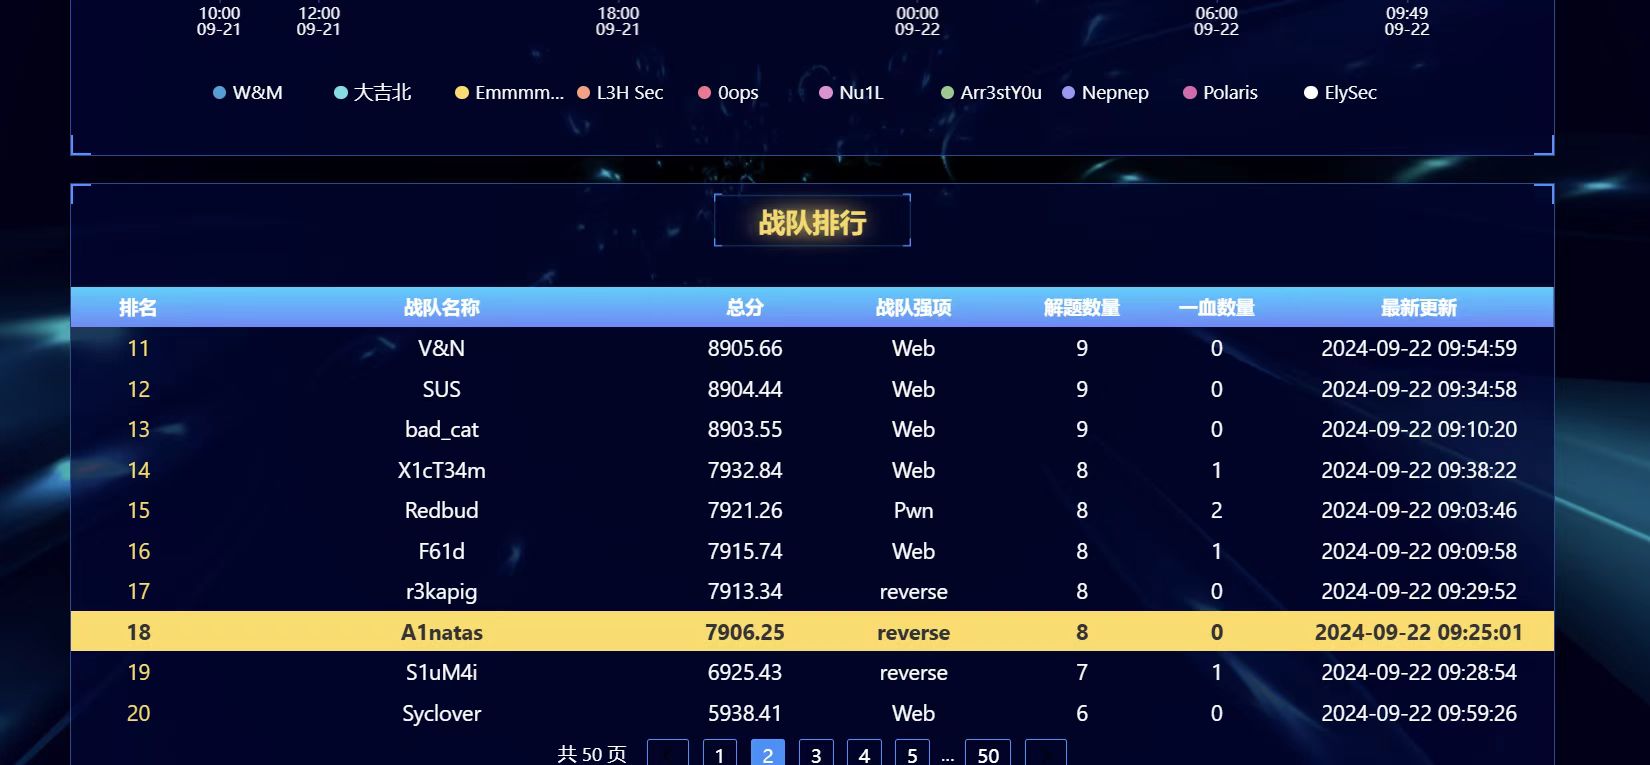 10:00 12:00 18:00 00:00 06:00 09:49
09-21 09-21 09-21 09-22 09-22 09-22
W&M 大吉北 Emmmm... L3H Sec 0ops Nu1L Arr3stY0u Nepnep Polaris ElySec
战队排行
排名 战队名称 总分 战队强项 解题数量 一血数量 最新更新
11 V&N 8905.66 Web 9 0 2024-09-22 09:54:59
12 SUS 8904.44 Web 9 0 2024-09-22 09:34:58
13 bad_cat 8903.55 Web 9 0 2024-09-22 09:10:20
14 X1cT34m 7932.84 Web 8 1 2024-09-22 09:38:22
15 Redbud 7921.26 Pwn 8 2 2024-09-22 09:03:46
16 F61d 7915.74 Web 8 1 2024-09-22 09:09:58
17 r3kapig 7913.34 reverse 8 0 2024-09-22 09:29:52
18 A1natas 7906.25 reverse 8 0 2024-09-22 09:25:01
19 S1uM4i 6925.43 reverse 7 1 2024-09-22 09:28:54
20 Syclover 5938.41 Web 6 0 2024-09-22 09:59:26
共 50 页 1 2 3 4 5 ... 50